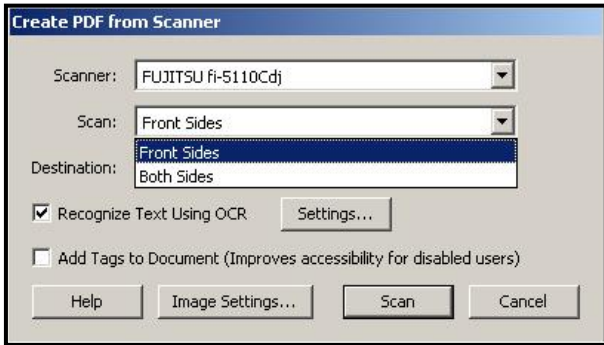 Create PDF from Scanner
Scanner: FUJITSU fi-5110Cdj
Scan: Front Sides
Front Sides
Destination:
Both Sides
Recognize Text Using OCR Settings...
Add Tags to Document (Improves accessibility for disabled users)
Help Image Settings... Scan Cancel